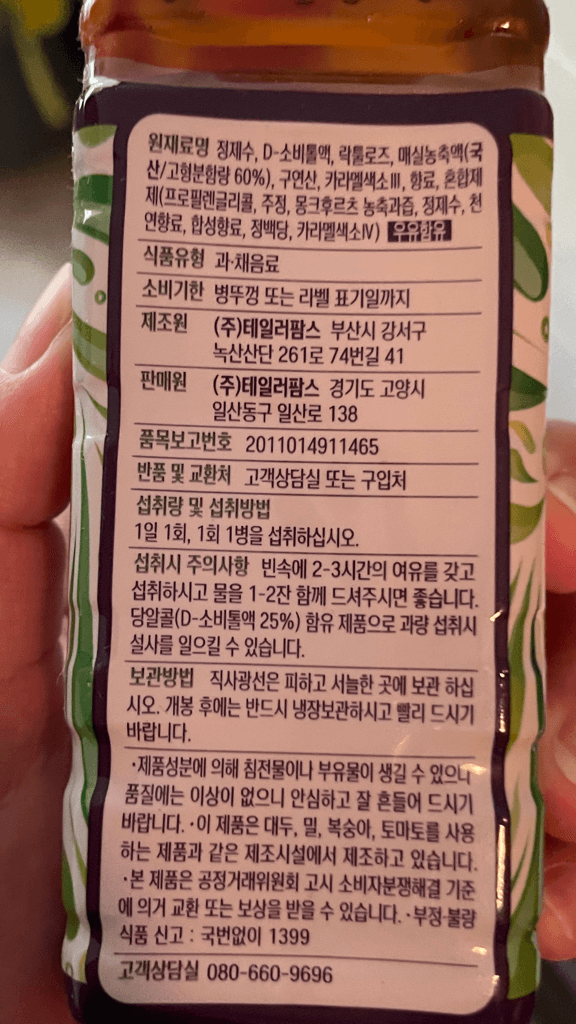 원재료명 정제수, D-소비톨액, 락툴로즈, 매실농축액(국
산/고형분함량 60%), 구연산, 카라멜색소Ⅲ, 향료, 혼합제
제(프로필렌글리콜, 주정, 몽크후르츠 농축과즙, 정제수, 천
연향료, 합성향료, 정백당, 카라멜색소Ⅳ) 우유함유
식품유형 과·채음료
소비기한 병뚜껑 또는 리벨 표기일까지
제조원 (주)테일러팜스 부산시 강서구
녹산산단 261로 74번길 41
판매원 (주)테일러팜스 경기도 고양시
일산동구 일산로 138
품목보고번호 2011014911465
반품 및 교환처 고객상담실 또는 구입처
섭취량 및 섭취방법
1일 1회, 1회 1병을 섭취하십시오.
섭취시 주의사항 빈속에 2-3시간의 여유를 갖고
섭취하시고 물을 1-2잔 함께 드셔주시면 좋습니다.
당알콜(D-소비톨액 25%) 함유 제품으로 과량 섭취시
설사를 일으킬 수 있습니다.
보관방법 직사광선은 피하고 서늘한 곳에 보관 하십
시오. 개봉 후에는 반드시 냉장보관하시고 빨리 드시기
바랍니다.
·제품성분에 의해 침전물이나 부유물이 생길 수 있으나
품질에는 이상이 없으니 안심하고 잘 흔들어 드시기
바랍니다. ·이 제품은 대두, 밀, 복숭아, 토마토를 사용
하는 제품과 같은 제조시설에서 제조하고 있습니다.
·본 제품은 공정거래위원회 고시 소비자분쟁해결 기준
에 의거 교환 또는 보상을 받을 수 있습니다. ·부정·불량
식품 신고 : 국번없이 1399
고객상담실 080-660-9696